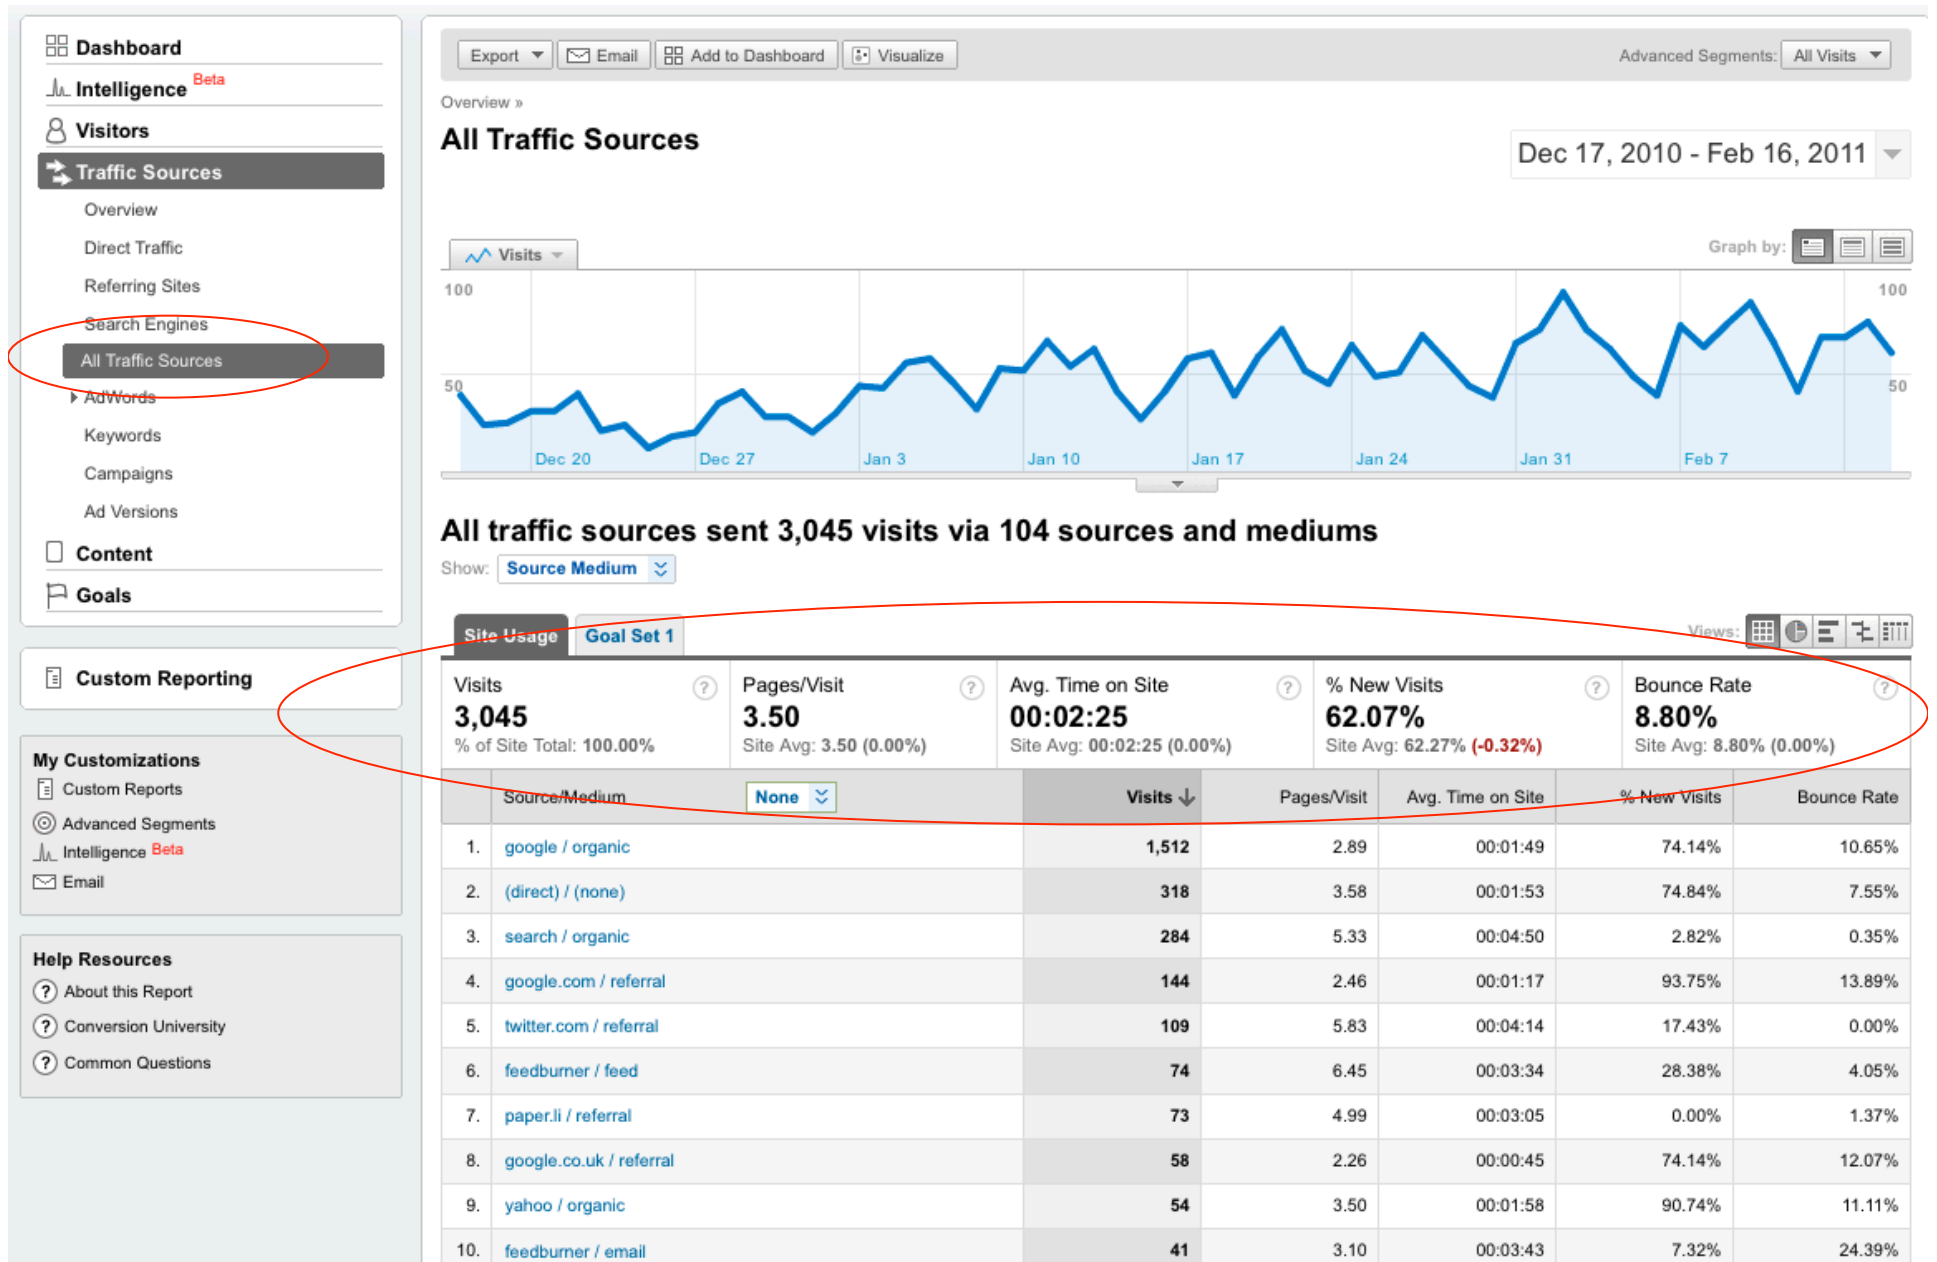 Dashboard
Intelligence Beta
Visitors
Traffic Sources
Overview
Direct Traffic
Referring Sites
Search Engines
All Traffic Sources
AdWords
Keywords
Campaigns
Ad Versions
Content
Goals
Custom Reporting
My Customizations
Custom Reports
Advanced Segments
Intelligence Beta
Email
Help Resources
? About this Report
? Conversion University
? Common Questions
Export Email Add to Dashboard Visualize Advanced Segments: All Visits
Overview »
All Traffic Sources
Dec 17, 2010 - Feb 16, 2011
Visits Graph by:
100 100
50 50
Dec 20 Dec 27 Jan 3 Jan 10 Jan 17 Jan 24 Jan 31 Feb 7
All traffic sources sent 3,045 visits via 104 sources and mediums
Show: Source Medium
Site Usage Goal Set 1 Views:
Visits ? Pages/Visit ? Avg. Time on Site ? % New Visits ? Bounce Rate ?
3,045 3.50 00:02:25 62.07% 8.80%
% of Site Total: 100.00% Site Avg: 3.50 (0.00%) Site Avg: 00:02:25 (0.00%) Site Avg: 62.27% (-0.32%) Site Avg: 8.80% (0.00%)
Source/Medium None Visits Pages/Visit Avg. Time on Site % New Visits Bounce Rate
1. google / organic 1,512 2.89 00:01:49 74.14% 10.65%
2. (direct) / (none) 318 3.58 00:01:53 74.84% 7.55%
3. search / organic 284 5.33 00:04:50 2.82% 0.35%
4. google.com / referral 144 2.46 00:01:17 93.75% 13.89%
5. twitter.com / referral 109 5.83 00:04:14 17.43% 0.00%
6. feedburner / feed 74 6.45 00:03:34 28.38% 4.05%
7. paper.li / referral 73 4.99 00:03:05 0.00% 1.37%
8. google.co.uk / referral 58 2.26 00:00:45 74.14% 12.07%
9. yahoo / organic 54 3.50 00:01:58 90.74% 11.11%
10. feedburner / email 41 3.10 00:03:43 7.32% 24.39%